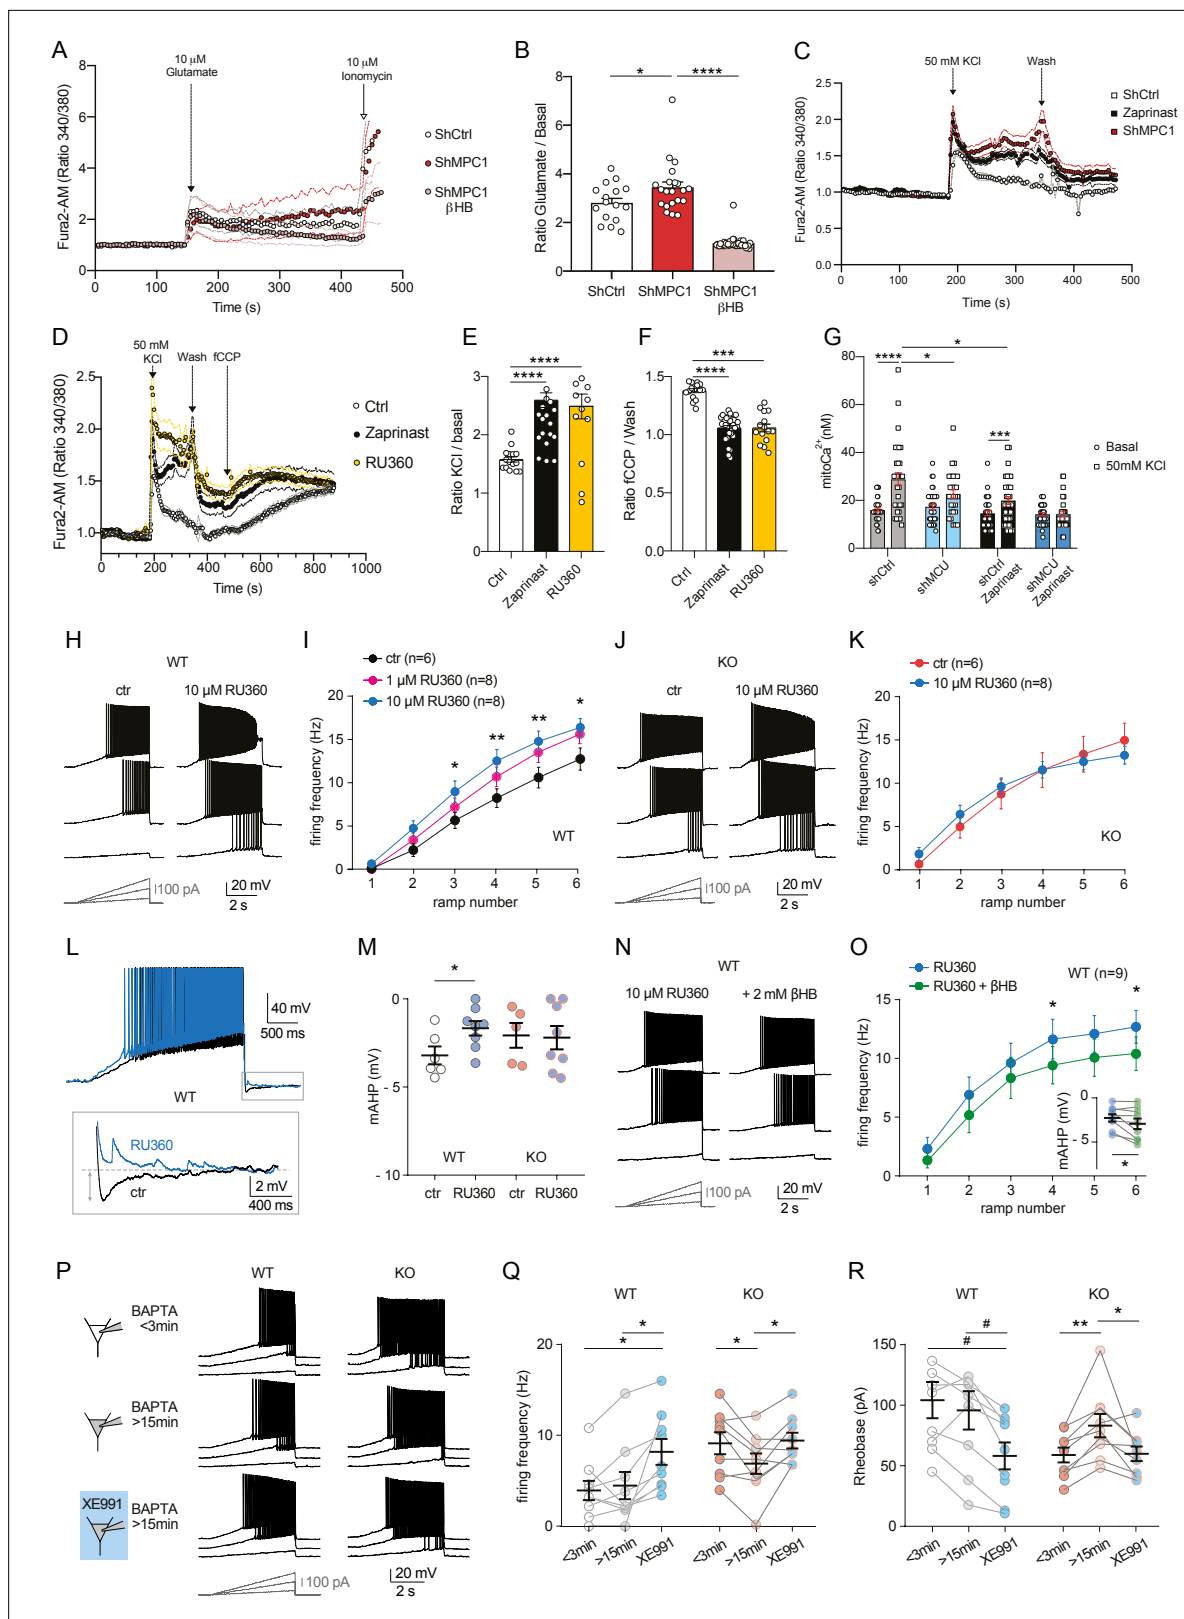 A
10 μM
Glutamate
10 μM
Ionomycin
Fura2-AM (Ratio 340/380)
8
6
4
2
0
0 100 200 300 400 500
Time (s)
ShCtrl
ShMPC1
ShMPC1
βHB
B
* ****
Ratio Glutamate / Basal
8
6
4
2
0
ShCtrl ShMPC1 ShMPC1
βHB
C
50 mM KCl Wash
ShCtrl
Zaprinast
ShMPC1
Fura2-AM (Ratio 340/380)
2.5
2.0
1.5
1.0
0.5
0.0
0 100 200 300 400 500
Time (s)
D
50 mM
KCl Wash fCCP
Fura2-AM (Ratio 340/380)
2.5
2.0
1.5
1.0
0 200 400 600 800 1000
Time (s)
Ctrl
Zaprinast
RU360
E
****
****
Ratio KCl / basal
3
2
1
0
Ctrl Zaprinast RU360
F
***
****
Ratio fCCP / Wash
1.5
1.0
0.5
0.0
Ctrl Zaprinast RU360
G
*
**** *
***
mitoCa2+ (nM)
80
60
40
20
0
Basal
50mM KCl
shCtrl shMCU shCtrl
Zaprinast shMCU
Zaprinast
H
WT
ctr 10 μM RU360
100 pA
20 mV
2 s
I
ctr (n=6)
1 μM RU360 (n=8)
10 μM RU360 (n=8)
firing frequency (Hz)
20
15
10
5
0
* ** ** *
WT
1 2 3 4 5 6
ramp number
J
KO
ctr 10 μM RU360
100 pA
20 mV
2 s
K
ctr (n=6)
10 μM RU360 (n=8)
firing frequency (Hz)
20
15
10
5
0
KO
1 2 3 4 5 6
ramp number
L
40 mV
500 ms
WT
RU360
ctr
2 mV
400 ms
M
*
mAHP (mV)
0
-5
-10
WT KO
ctr RU360 ctr RU360
N
WT
10 μM RU360 + 2 mM βHB
100 pA
20 mV
2 s
O
RU360
RU360 + βHB
WT (n=9)
firing frequency (Hz)
15
10
5
0
* *
mAHP (mV)
0
-5
*
1 2 3 4 5 6
ramp number
P
WT KO
BAPTA
<3min
BAPTA
>15min
XE991
BAPTA
>15min
100 pA
20 mV
2 s
Q
WT KO
firing frequency (Hz)
20
10
0
* * * *
<3min >15min XE991 <3min >15min XE991
R
WT KO
Rheobase (pA)
150
100
50
0
# # ** *
<3min >15min XE991 <3min >15min XE991